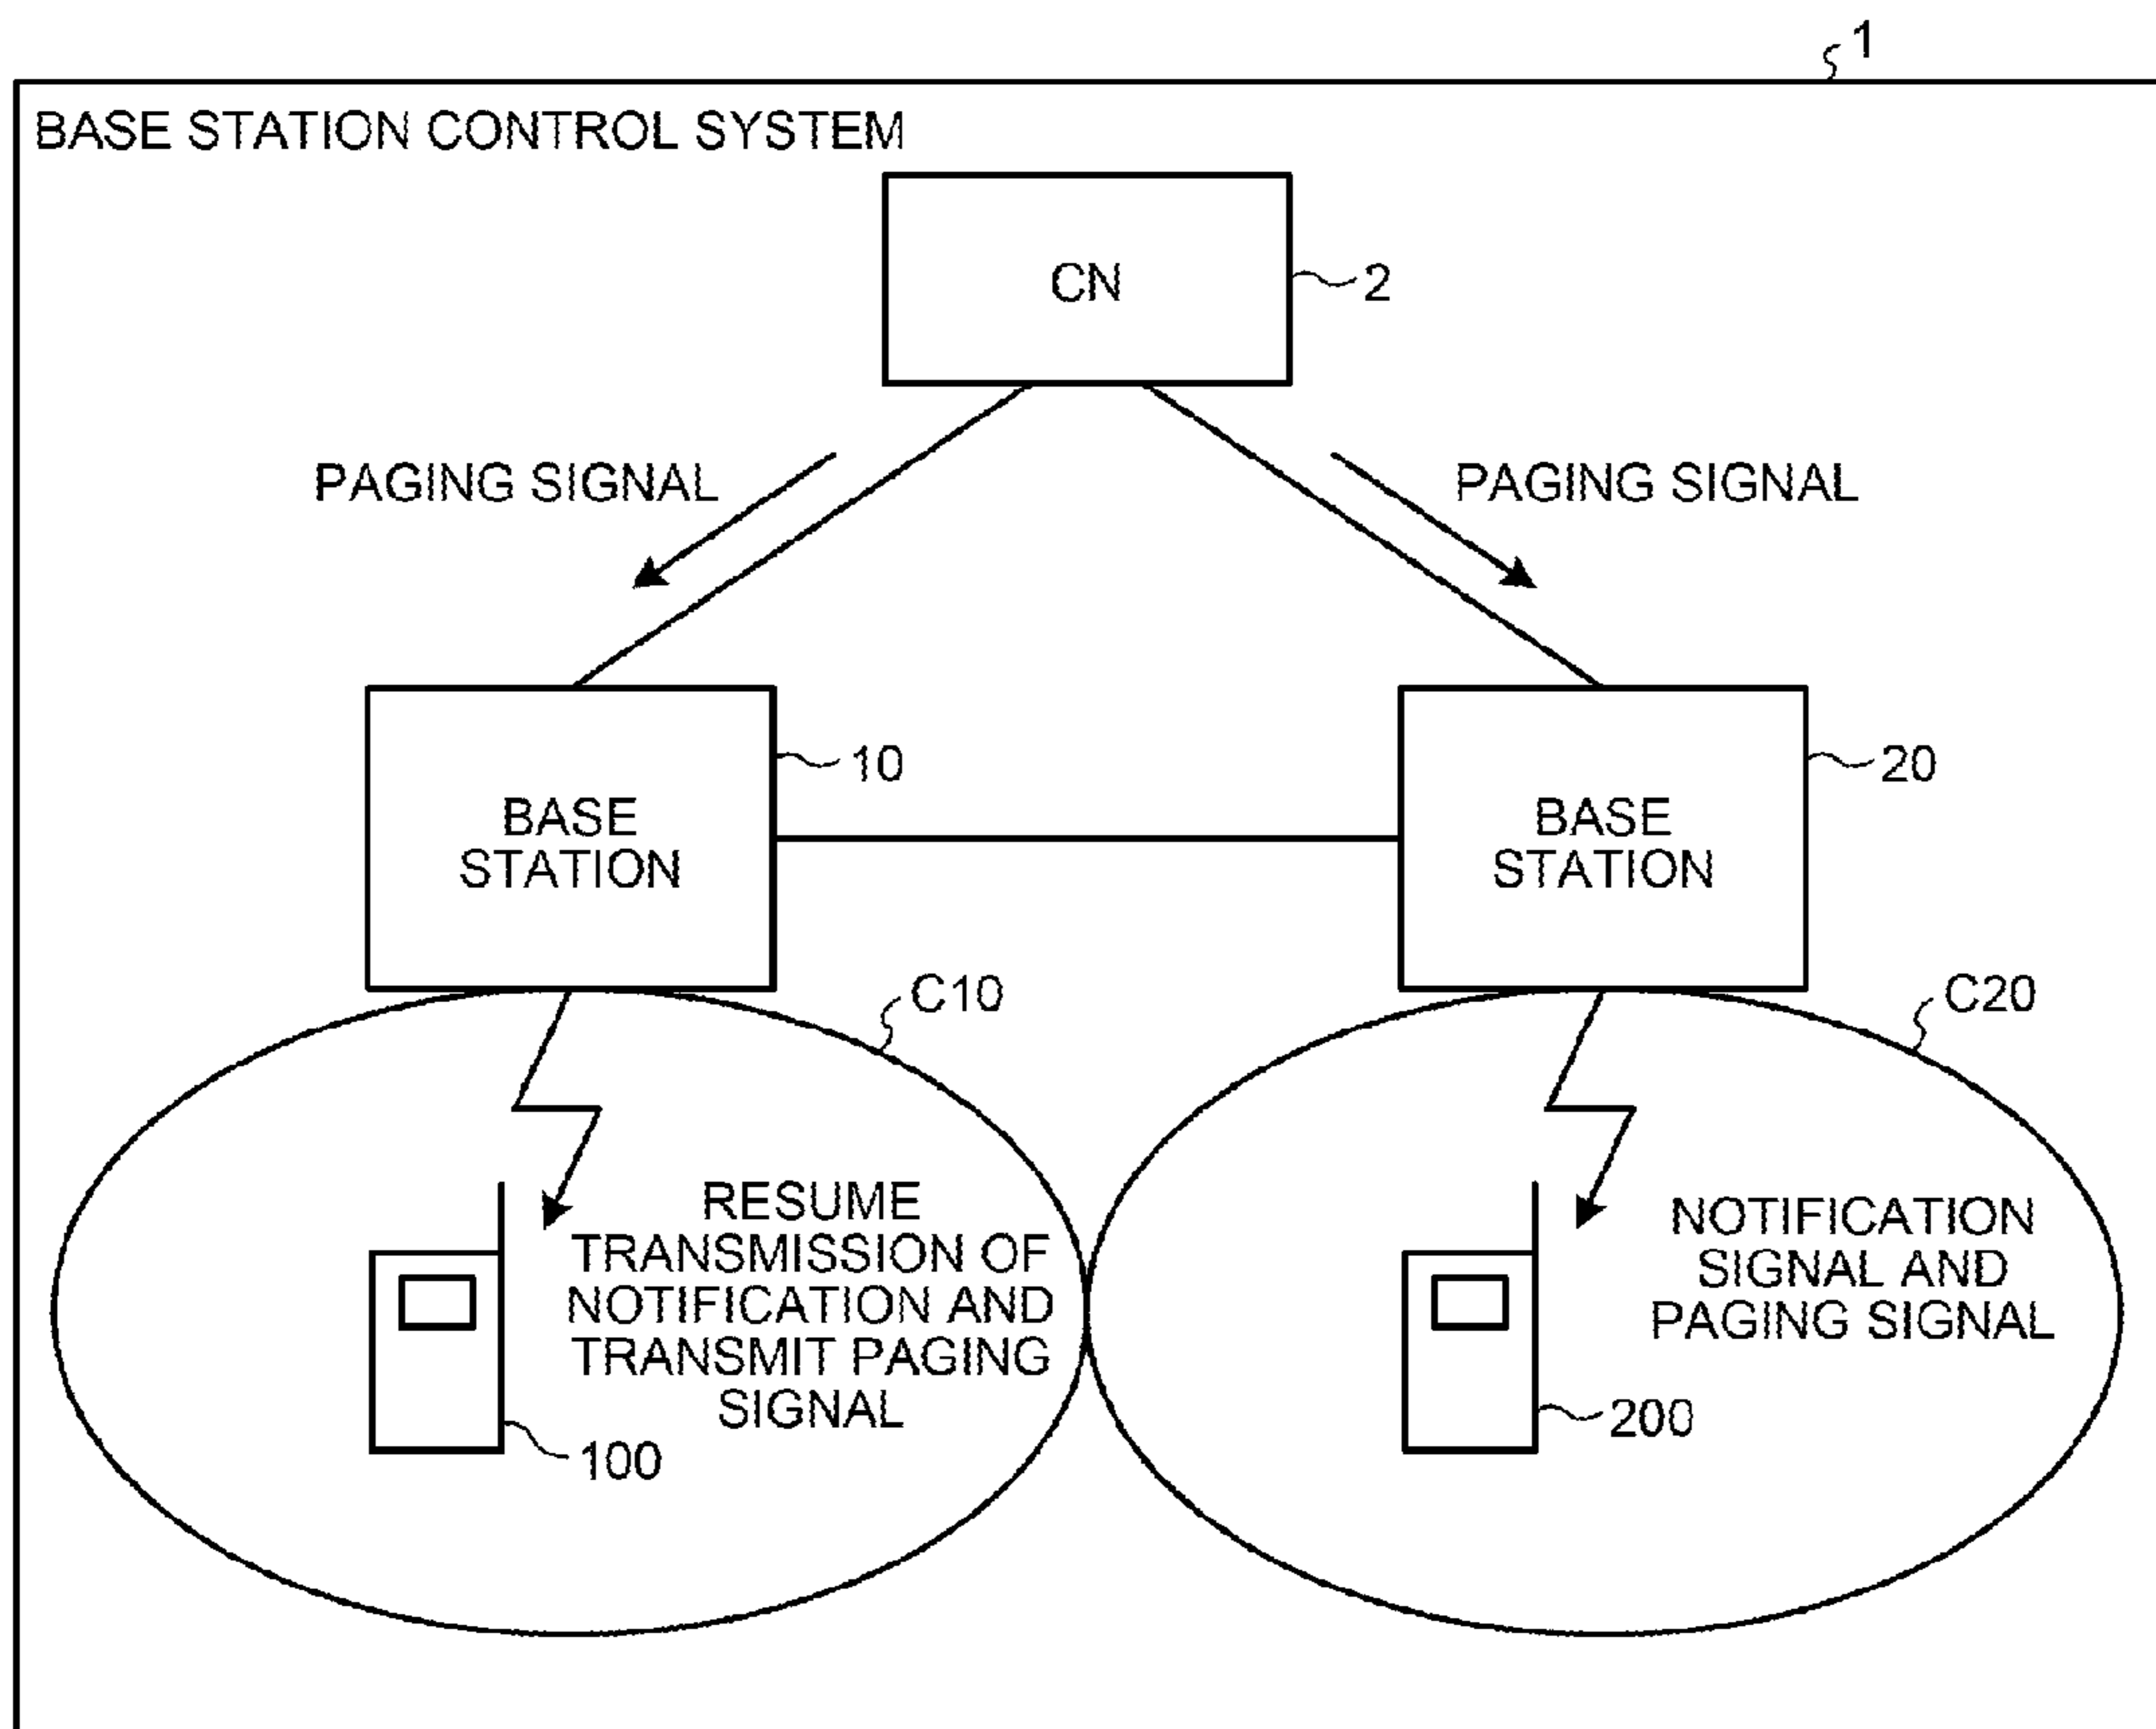 1
BASE STATION CONTROL SYSTEM
CN
2
PAGING SIGNAL
PAGING SIGNAL
10
20
BASE
STATION
BASE
STATION
C10
C20
RESUME
TRANSMISSION OF
NOTIFICATION AND
TRANSMIT PAGING
SIGNAL
NOTIFICATION
SIGNAL AND
PAGING SIGNAL
100
200